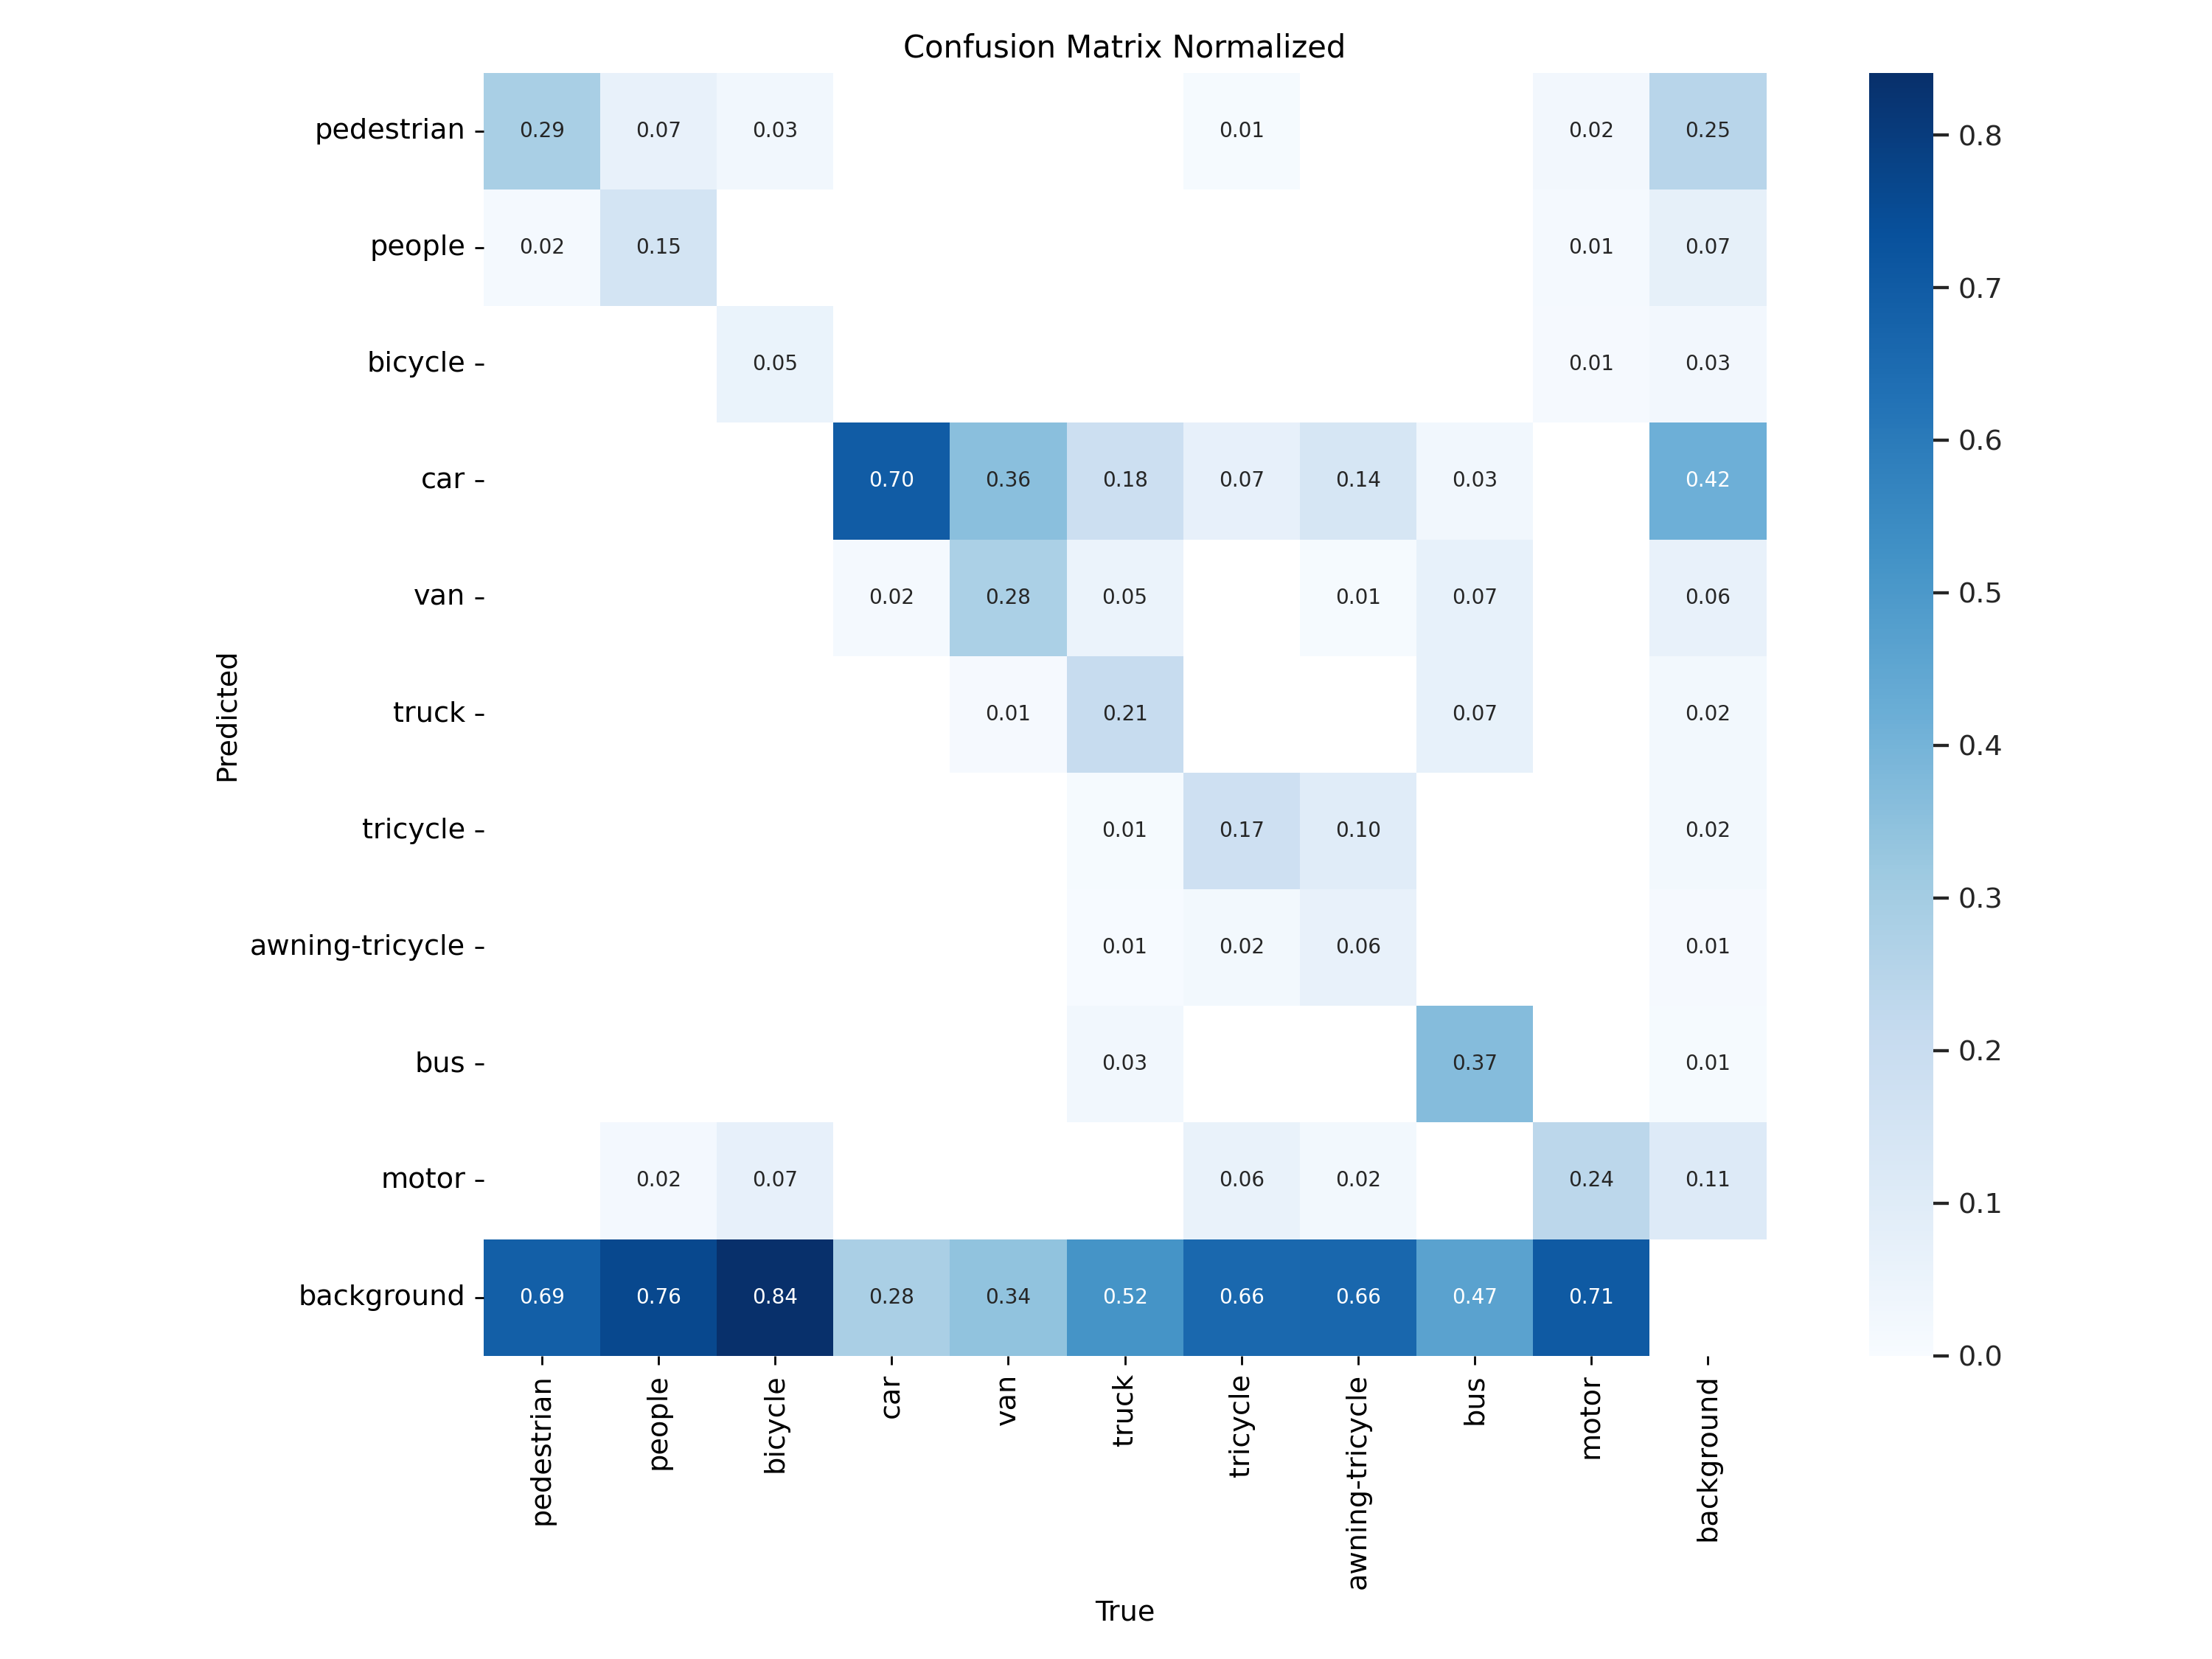 Confusion Matrix Normalized
pedestrian 0.29 0.07 0.03 0.01 0.02 0.25
people 0.02 0.15 0.01 0.07
bicycle 0.05 0.01 0.03
car 0.70 0.36 0.18 0.07 0.14 0.03 0.42
van 0.02 0.28 0.05 0.01 0.07 0.06
truck 0.01 0.21 0.07 0.02
tricycle 0.01 0.17 0.10 0.02
awning-tricycle 0.01 0.02 0.06 0.01
bus 0.03 0.37 0.01
motor 0.02 0.07 0.06 0.02 0.24 0.11
background 0.69 0.76 0.84 0.28 0.34 0.52 0.66 0.66 0.47 0.71
Predicted
pedestrian
people
bicycle
car
van
truck
tricycle
awning-tricycle
bus
motor
background
True
0.8
0.7
0.6
0.5
0.4
0.3
0.2
0.1
0.0